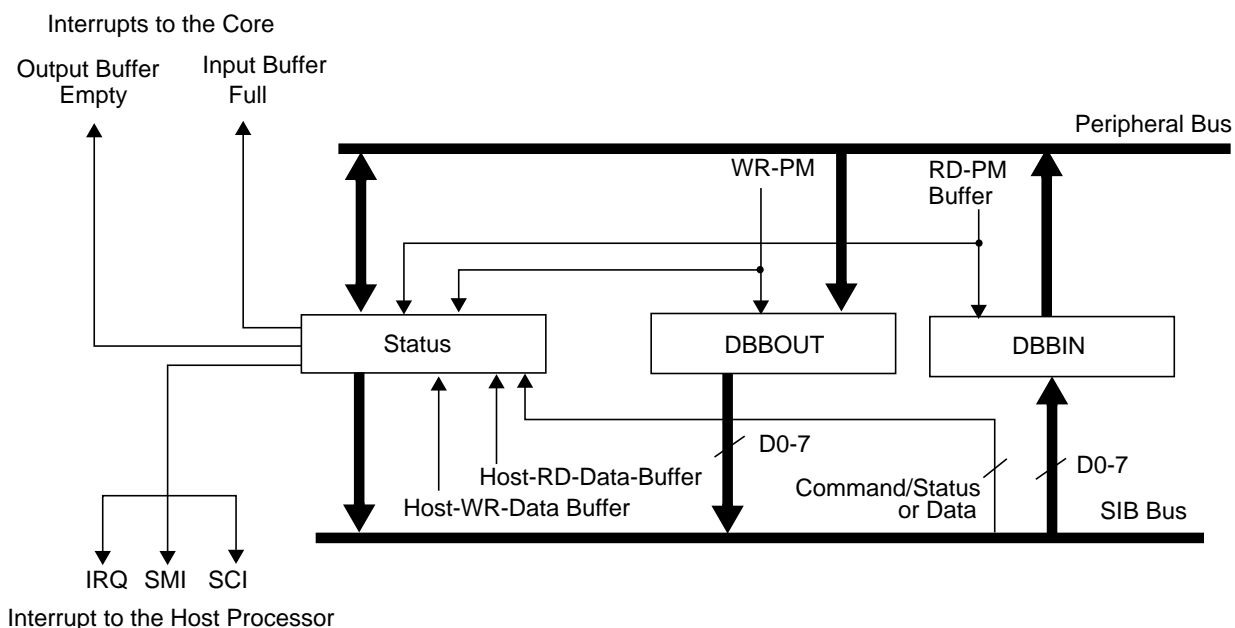 Interrupts to the Core
Output Buffer
Empty
Input Buffer
Full
Peripheral Bus
WR-PM
RD-PM
Buffer
Status
DBBOUT
DBBIN
D0-7
Host-RD-Data-Buffer
Host-WR-Data Buffer
Command/Status
or Data
D0-7
SIB Bus
IRQ SMI SCI
Interrupt to the Host Processor